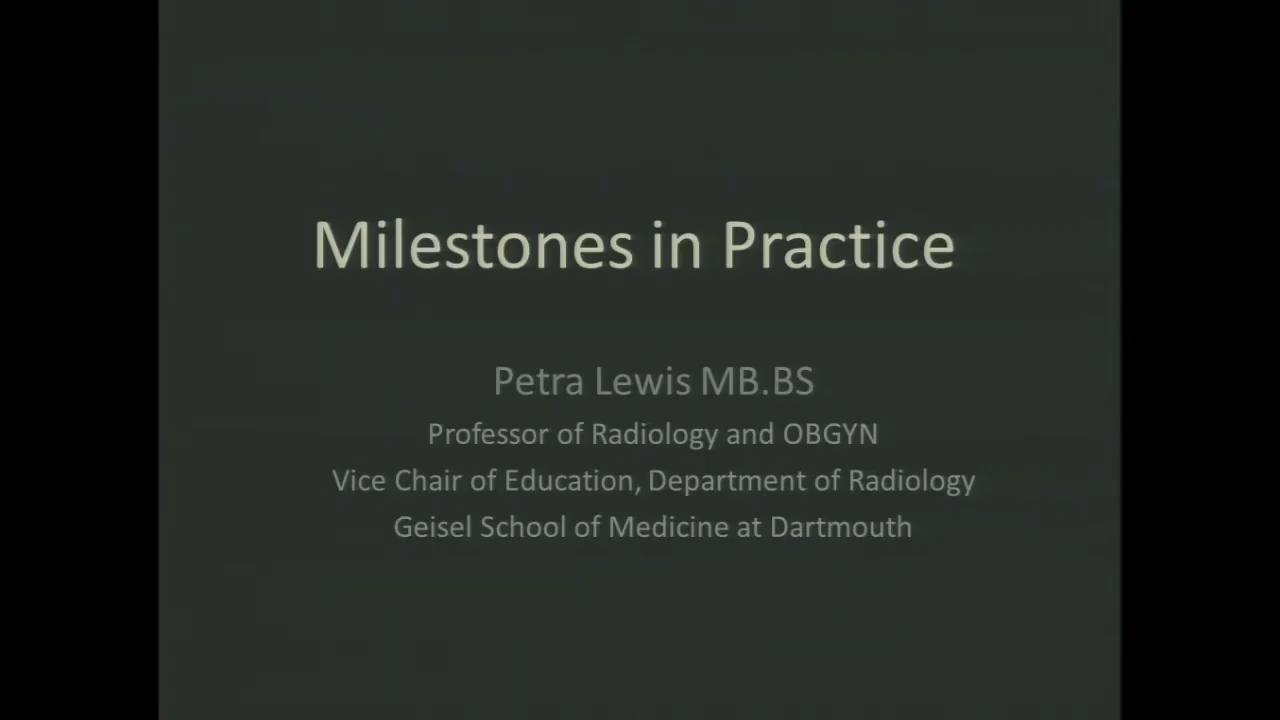 Milestones in Practice
Petra Lewis MB.BS
Professor of Radiology and OBGYN
Vice Chair of Education, Department of Radiology
Geisel School of Medicine at Dartmouth